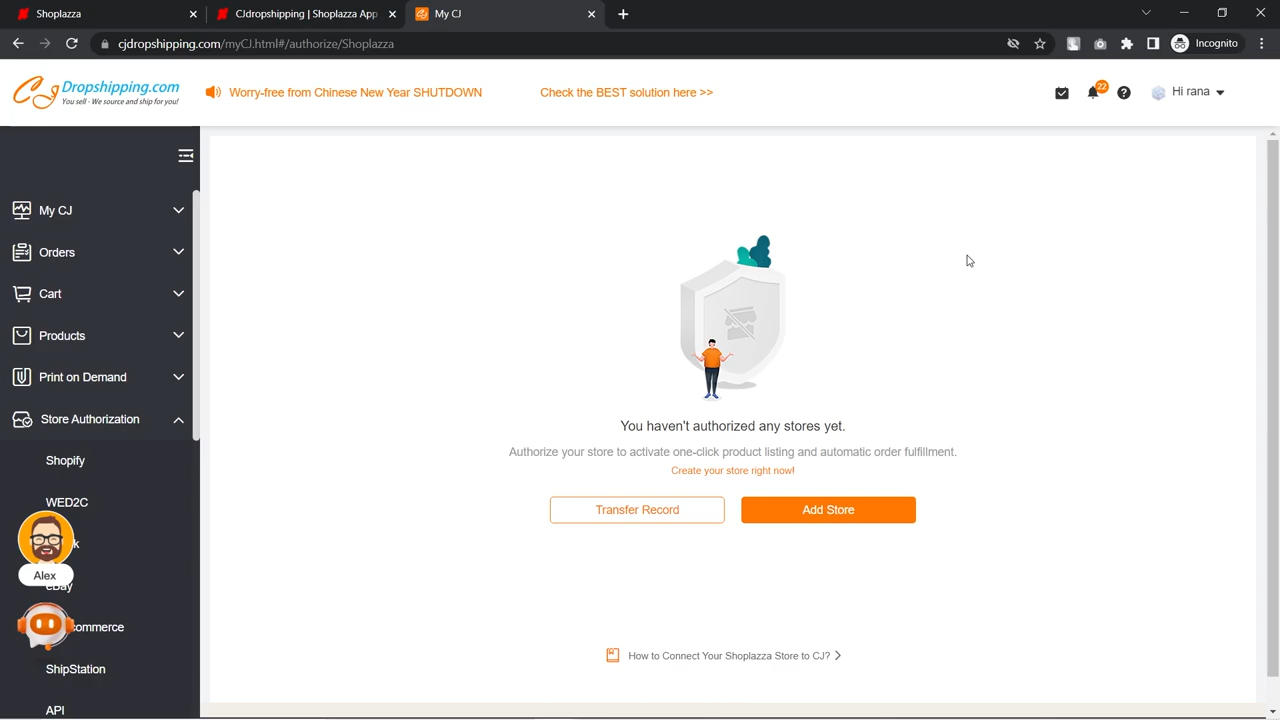 Shoplazza
CJdropshipping | Shoplazza App
My CJ
cjdropshipping.com/myCJ.html#/authorize/Shoplazza
Incognito
CJ Dropshipping.com
You sell - We source and ship for you!
Worry-free from Chinese New Year SHUTDOWN
Check the BEST solution here >>
22
Hi rana
My CJ
Orders
Cart
Products
Print on Demand
Store Authorization
Shopify
WED2C
k
Alex
eBay
commerce
ShipStation
API
You haven't authorized any stores yet.
Authorize your store to activate one-click product listing and automatic order fulfillment.
Create your store right now!
Transfer Record
Add Store
How to Connect Your Shoplazza Store to CJ?